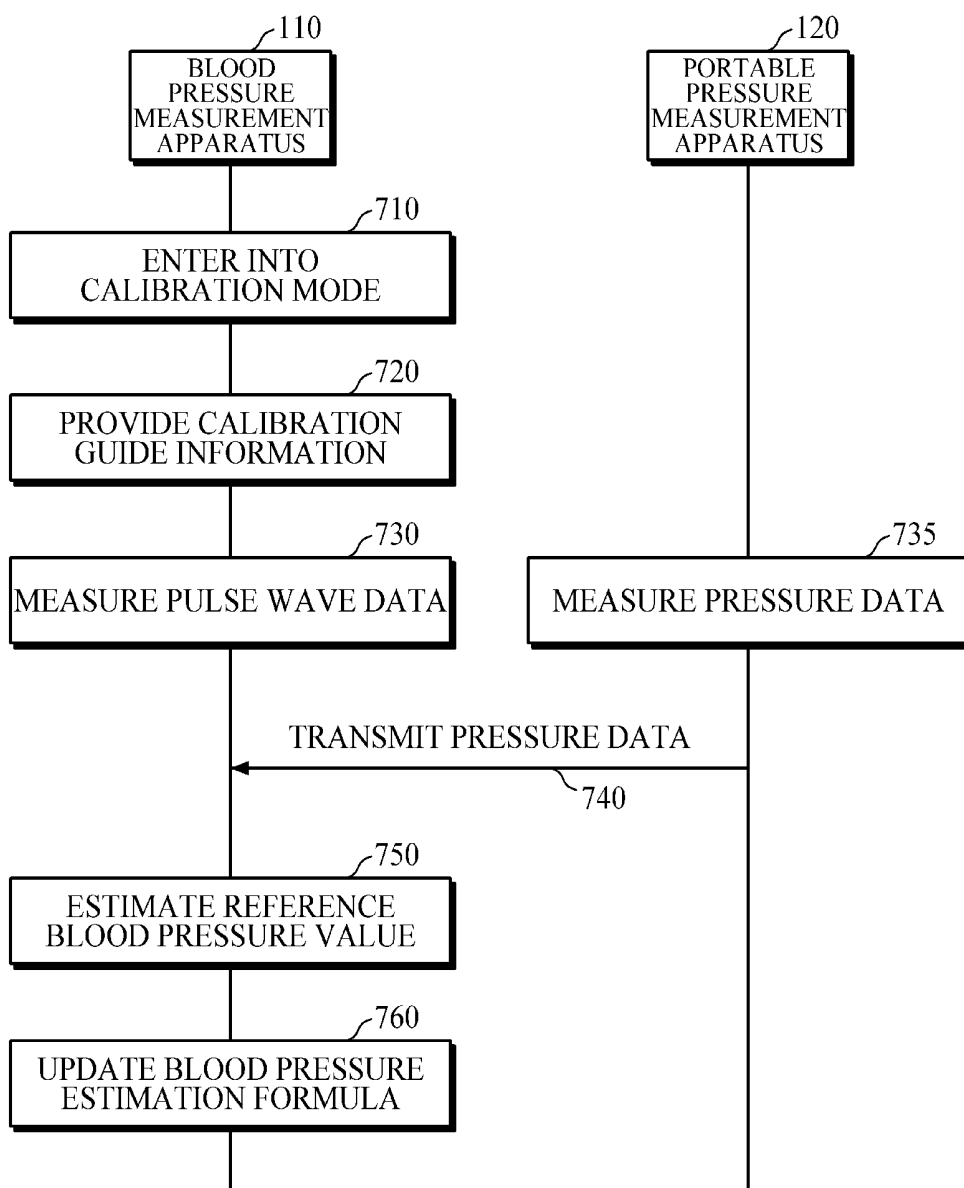 110
BLOOD
PRESSURE
MEASUREMENT
APPARATUS
120
PORTABLE
PRESSURE
MEASUREMENT
APPARATUS
710
ENTER INTO
CALIBRATION MODE
720
PROVIDE CALIBRATION
GUIDE INFORMATION
730
MEASURE PULSE WAVE DATA
735
MEASURE PRESSURE DATA
TRANSMIT PRESSURE DATA
740
750
ESTIMATE REFERENCE
BLOOD PRESSURE VALUE
760
UPDATE BLOOD PRESSURE
ESTIMATION FORMULA